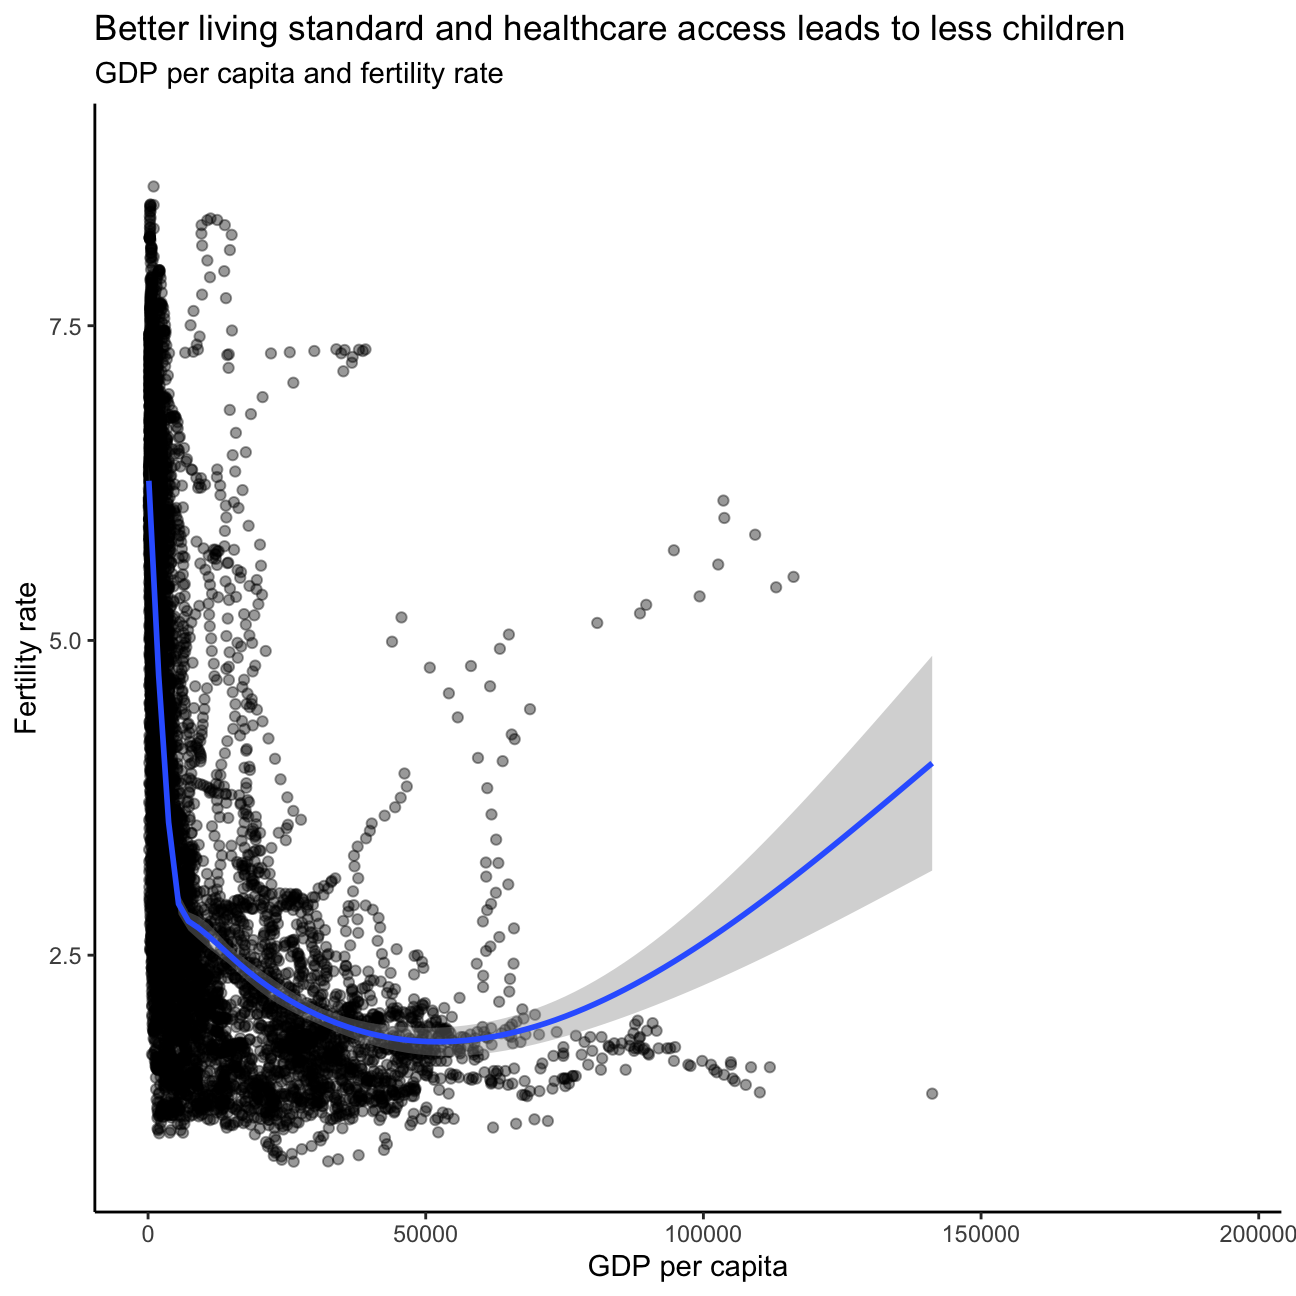 Better living standard and healthcare access leads to less children
GDP per capita and fertility rate
Fertility rate
7.5
5.0
2.5
0 50000 100000 150000 200000
GDP per capita